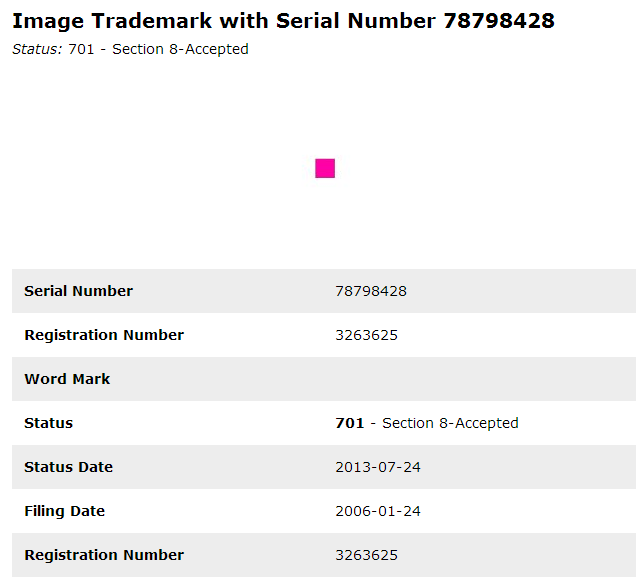 Image Trademark with Serial Number 78798428
Status: 701 - Section 8-Accepted
Serial Number 78798428
Registration Number 3263625
Word Mark
Status 701 - Section 8-Accepted
Status Date 2013-07-24
Filing Date 2006-01-24
Registration Number 3263625